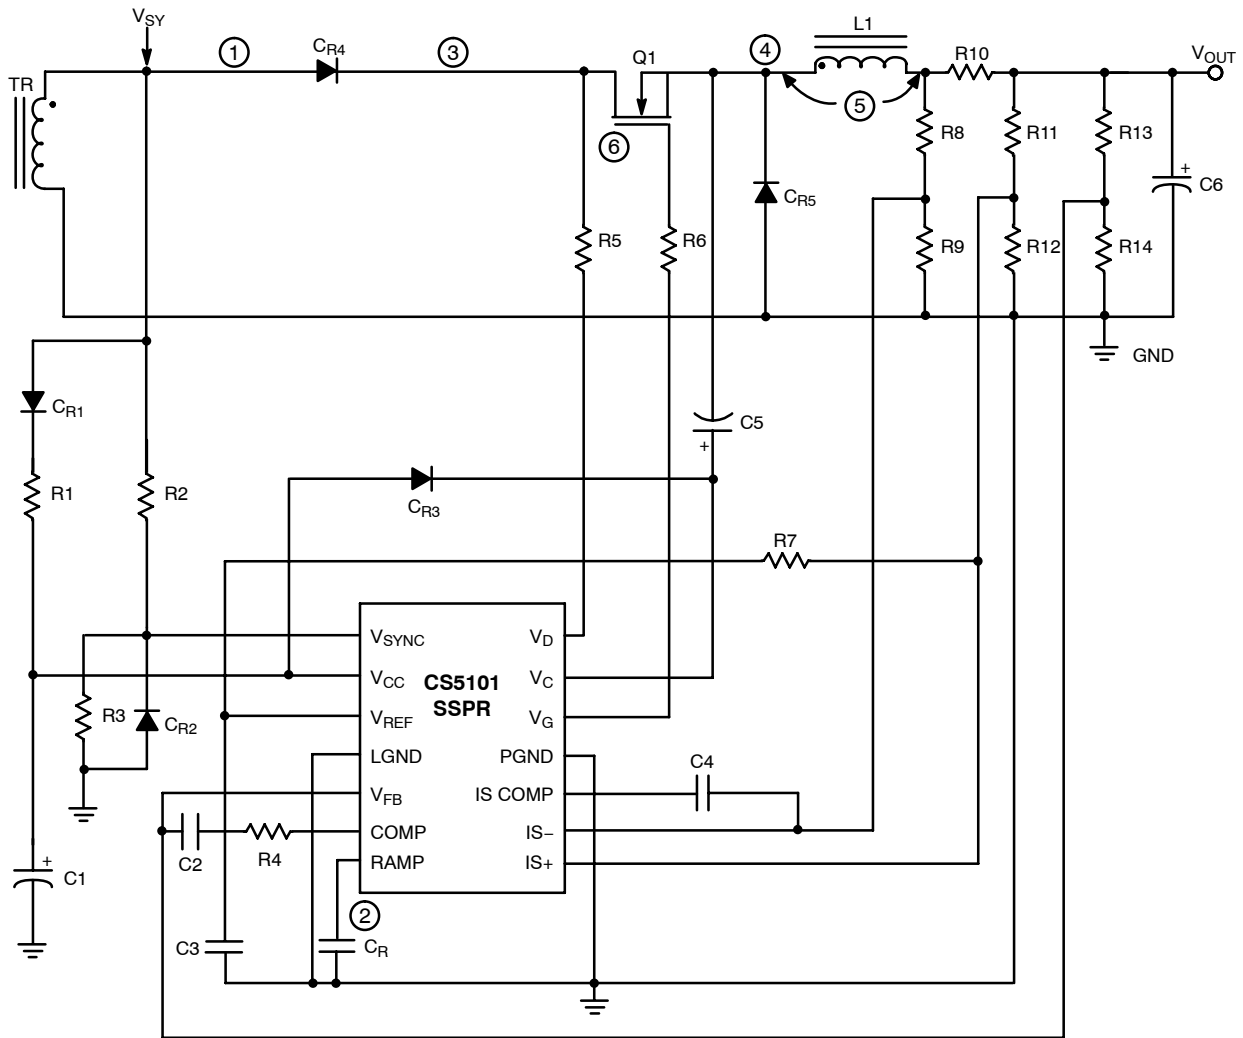 VSY
1
CR4
3
Q1
4
L1
R10
VOUT
TR
5
6
R8
R11
R13
C6
CR5
R5
R6
R9
R12
R14
GND
CR1
C5
+
+
R1
R2
CR3
R7
VSYNC
VD
VCC
CS5101
SSPR
VC
R3
CR2
VREF
VG
LGND
PGND
C4
VFB
IS COMP
COMP
IS−
C2
R4
RAMP
IS+
+
C1
2
C3
CR